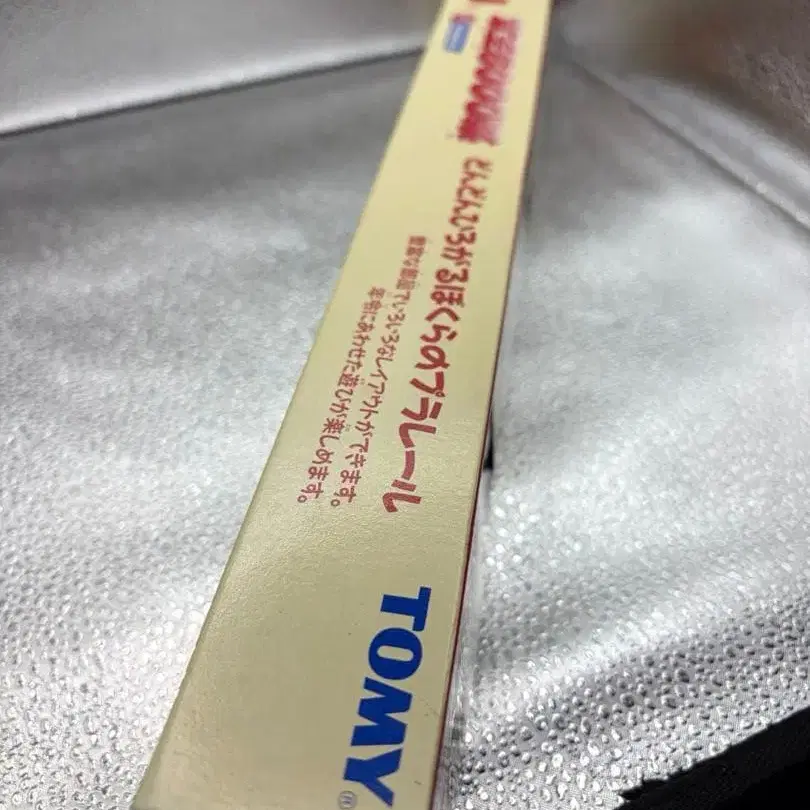 どんどんひろがるぼくらのプラレール
豊富な部品でいろいろなレイアウトができます。
年令にあわせた遊びが楽しめます。
TOMY®